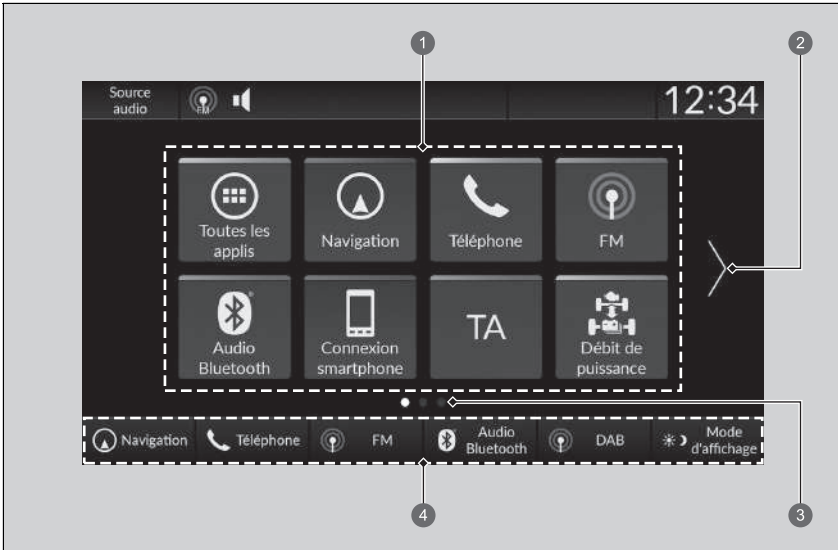 1
2
Source
audio
FM
12:34
Toutes les
applis
Navigation
Téléphone
FM
Audio
Bluetooth
Connexion
smartphone
TA
Débit de
puissance
Navigation
Téléphone
FM
Audio
Bluetooth
DAB
Mode
d'affichage
4
3